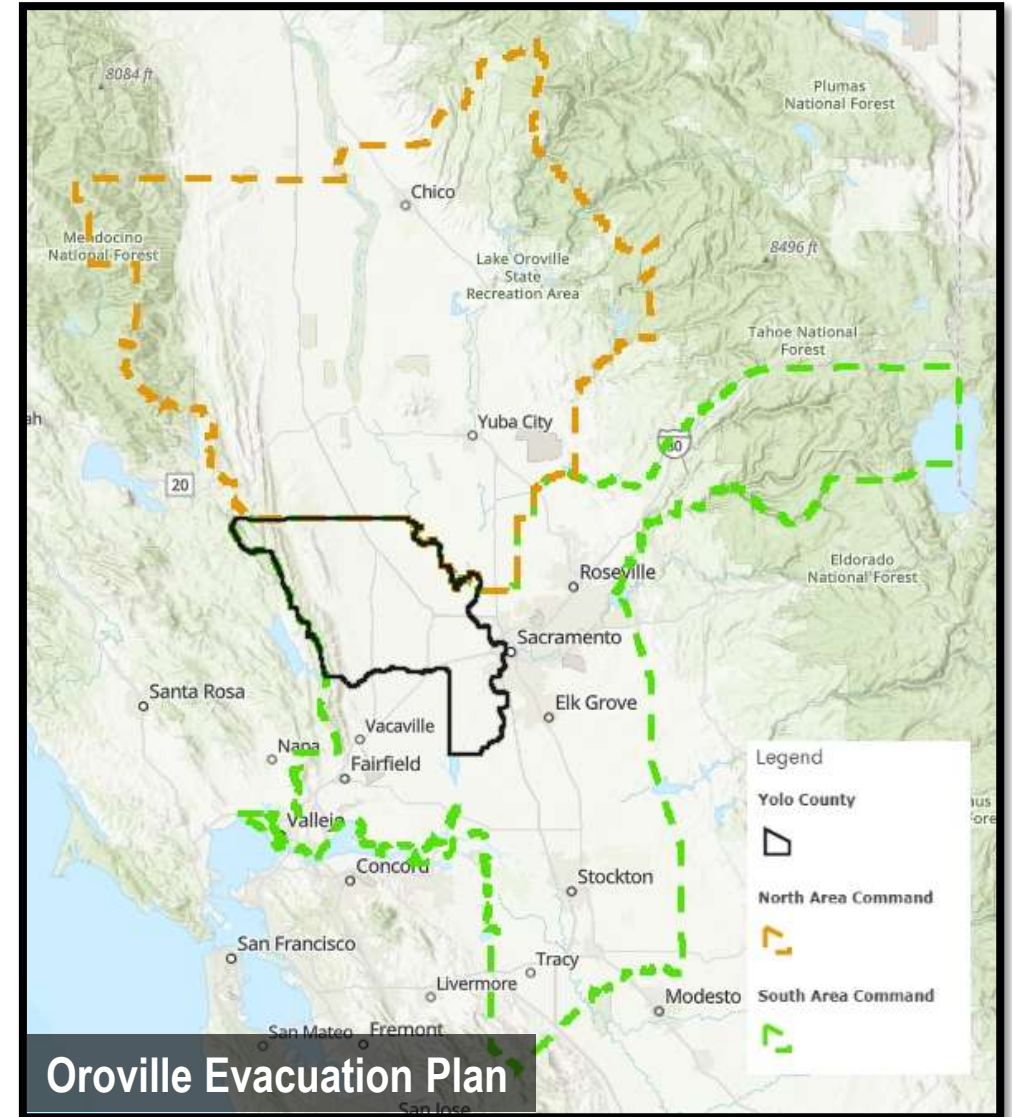 8084 ft
Plumas
National Forest
Chico
Mendocino
National Forest
Lake Oroville
State
Recreation Area
8496 ft
Tahoe National
Forest
Yuba City
80
ah
20
Eldorado
National Forest
Roseville
Sacramento
Santa Rosa
Elk Grove
Vacaville
Napa
Fairfield
Vallejo
Concord
Stockton
San Francisco
Tracy
Livermore
Modesto
San Mateo
Fremont
San Jose
Legend
Yolo County
North Area Command
South Area Command
Oroville Evacuation Plan